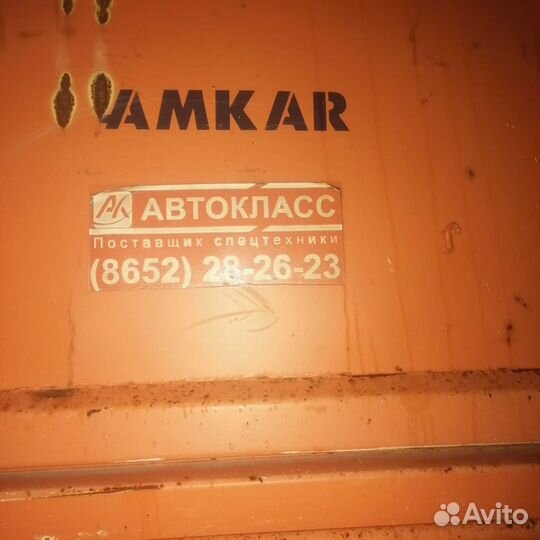 AMKAR
АК АВТОКЛАСС
Поставщик спецтехники
(8652) 28-26-23
Avito